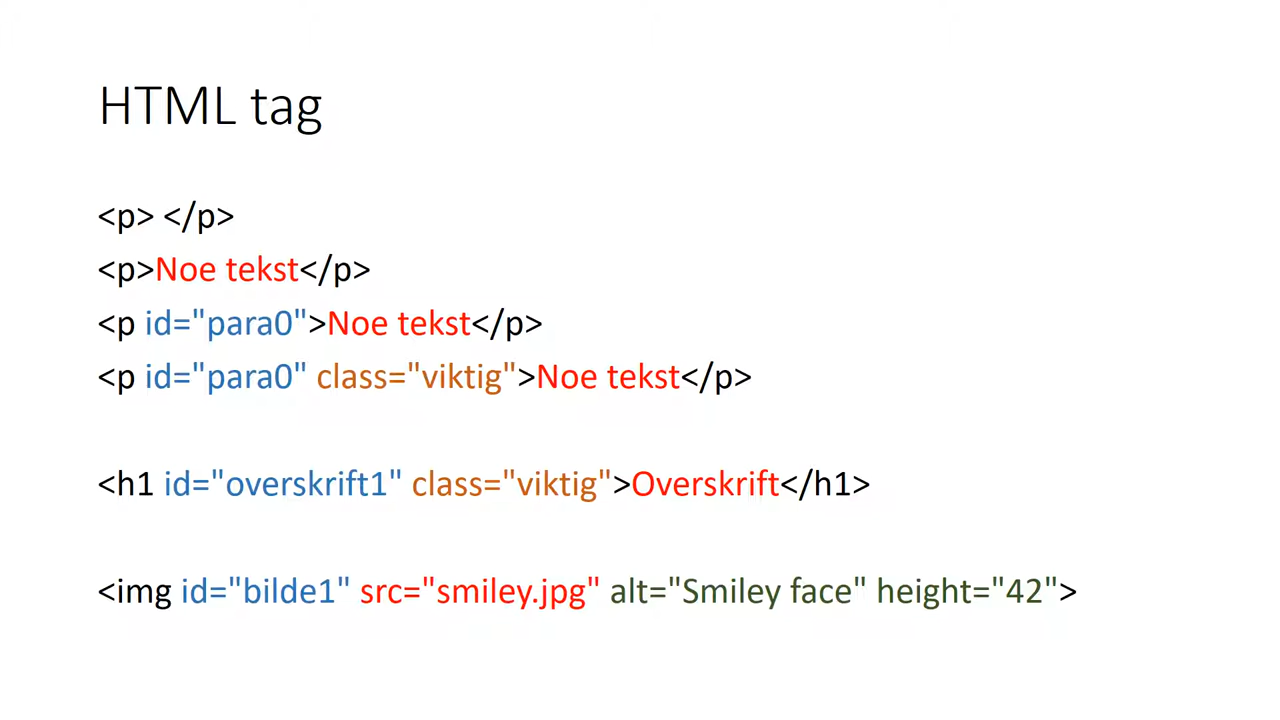 HTML tag
<p> </p>
<p>Noe tekst</p>
<p id="para0">Noe tekst</p>
<p id="para0" class="viktig">Noe tekst</p>
<h1 id="overskrift1" class="viktig">Overskrift</h1>
<img id="bilde1" src="smiley.jpg" alt="Smiley face" height="42">